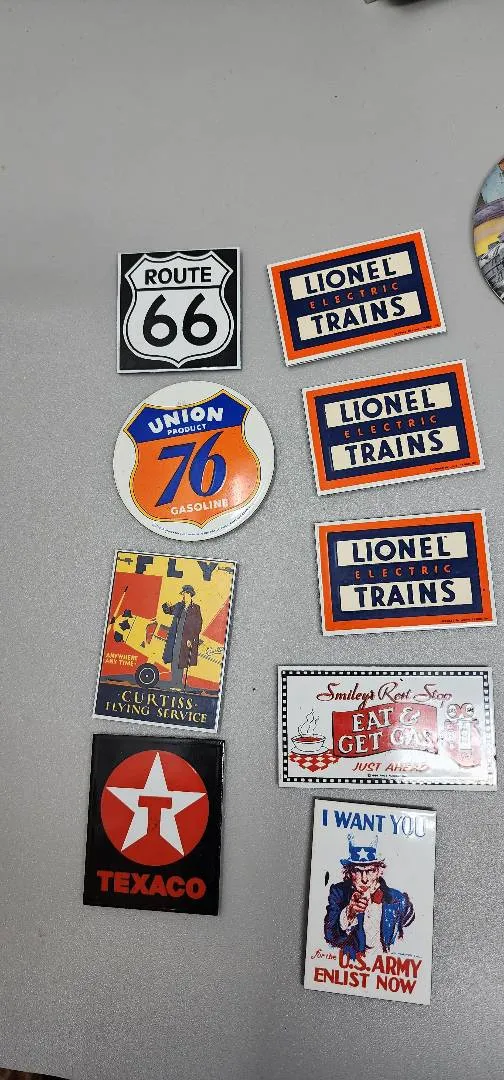 ROUTE
66
UNION
PRODUCT
76
GASOLINE
FLY
ANYWHERE
ANY TIME
CURTISS
FLYING SERVICE
TEXACO
T
LIONEL
ELECTRIC
TRAINS
LIONEL
ELECTRIC
TRAINS
LIONEL
ELECTRIC
TRAINS
Smiley's Rest Stop
EAT &
GET GAS
JUST AHEAD
I WANT YOU
for the U.S. ARMY
ENLIST NOW